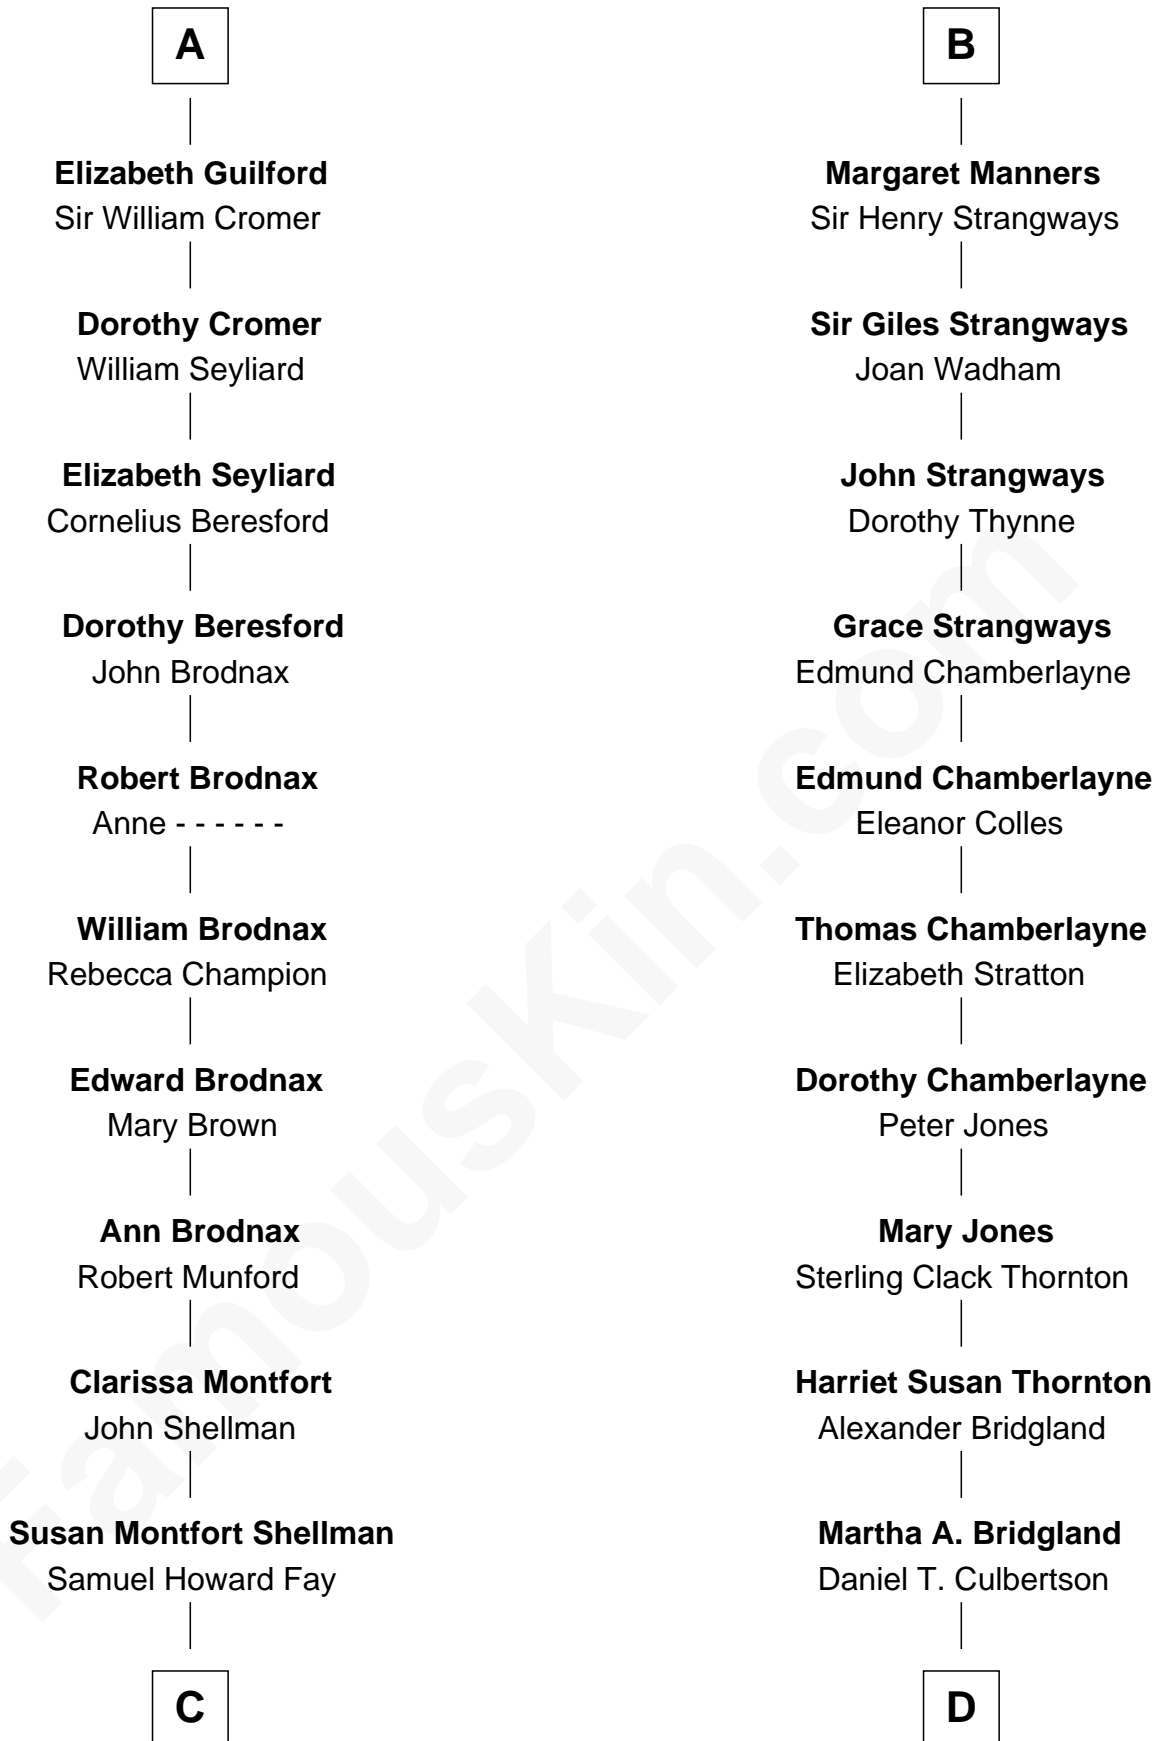 A
Elizabeth Guilford
Sir William Cromer
Dorothy Cromer
William Seyliard
Elizabeth Seyliard
Cornelius Beresford
Dorothy Beresford
John Brodnax
Robert Brodnax
Anne - - - - - -
William Brodnax
Rebecca Champion
Edward Brodnax
Mary Brown
Ann Brodnax
Robert Munford
Clarissa Montfort
John Shellman
Susan Montfort Shellman
Samuel Howard Fay
C
B
Margaret Manners
Sir Henry Strangways
Sir Giles Strangways
Joan Wadham
John Strangways
Dorothy Thynne
Grace Strangways
Edmund Chamberlayne
Edmund Chamberlayne
Eleanor Colles
Thomas Chamberlayne
Elizabeth Stratton
Dorothy Chamberlayne
Peter Jones
Mary Jones
Sterling Clack Thornton
Harriet Susan Thornton
Alexander Bridgland
Martha A. Bridgland
Daniel T. Culbertson
D
FamousKin.com